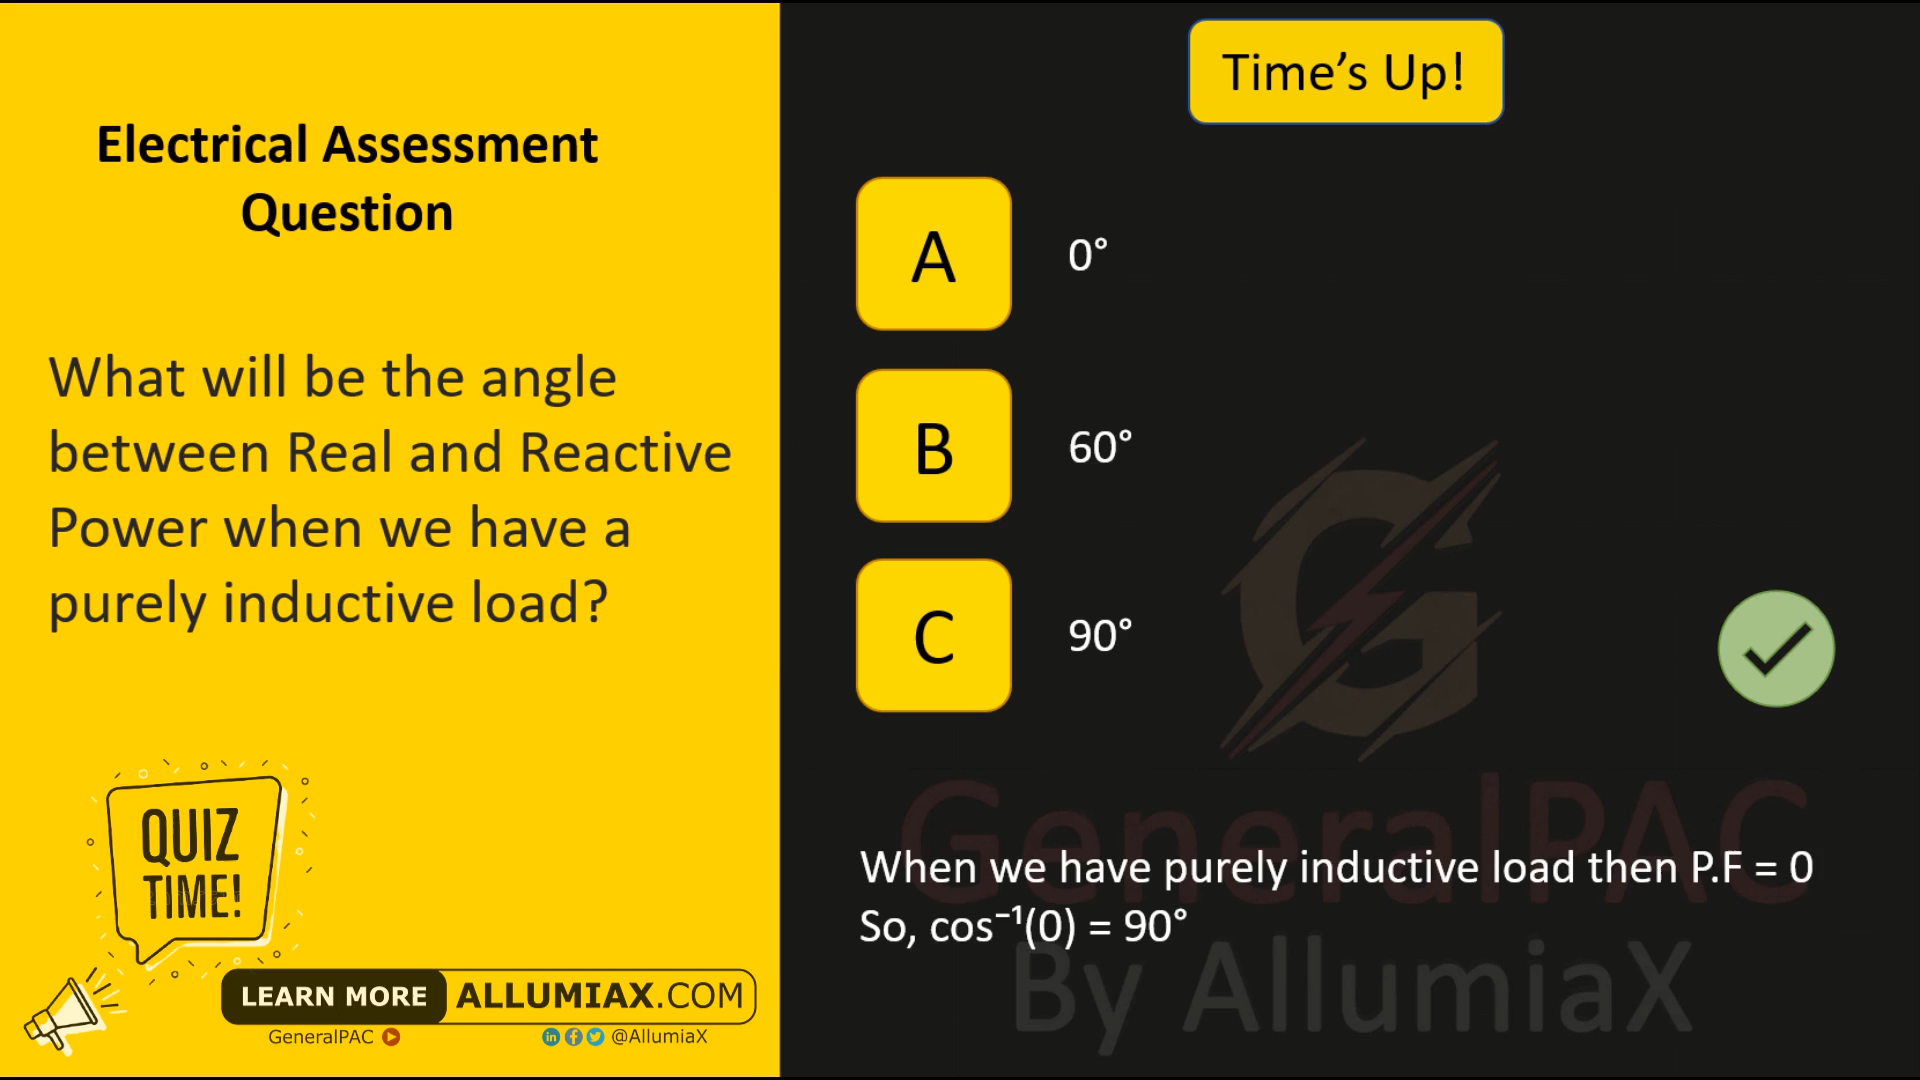 Electrical Assessment
Question
What will be the angle
between Real and Reactive
Power when we have a
purely inductive load?
QUIZ
TIME!
LEARN MORE ALLUMIAX.COM
GeneralPAC
in f @AllumiaX
Time’s Up!
A 0°
B 60°
C 90°
G
GeneralPAC
By AllumiaX
When we have purely inductive load then P.F = 0
So, cos⁻¹(0) = 90°